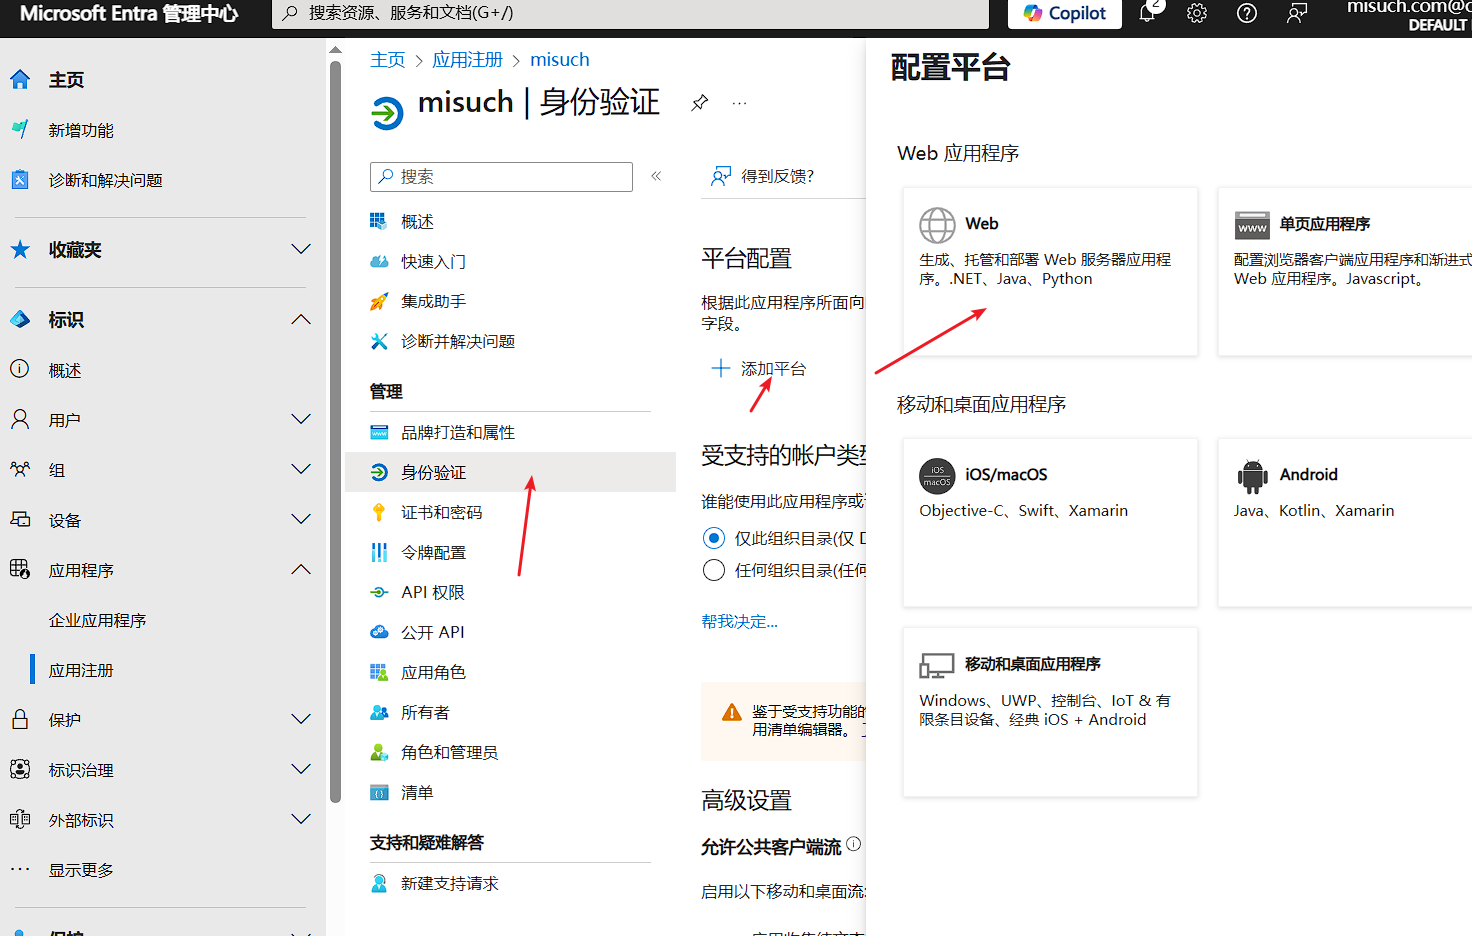 Microsoft Entra 管理中心
搜索资源、服务和文档(G+/)
Copilot
2
misuch.com@c
DEFAULT
主页
新增功能
诊断和解决问题
收藏夹
标识
概述
用户
组
设备
应用程序
企业应用程序
应用注册
保护
标识治理
外部标识
显示更多
保护
主页 > 应用注册 > misuch
misuch | 身份验证
搜索
概述
快速入门
集成助手
诊断并解决问题
管理
品牌打造和属性
身份验证
证书和密码
令牌配置
API 权限
公开 API
应用角色
所有者
角色和管理员
清单
支持和疑难解答
新建支持请求
得到反馈?
平台配置
根据此应用程序所面向
字段。
添加平台
受支持的帐户类型
谁能使用此应用程序或
仅此组织目录(仅 D
任何组织目录(任何
帮我决定...
鉴于受支持功能的
用清单编辑器。
高级设置
允许公共客户端流
启用以下移动和桌面流
配置平台
Web 应用程序
Web
生成、托管和部署 Web 服务器应用程
序。.NET、Java、Python
单页应用程序
配置浏览器客户端应用程序和渐进式
Web 应用程序。Javascript。
移动和桌面应用程序
iOS
macOS
iOS/macOS
Objective-C、Swift、Xamarin
Android
Java、Kotlin、Xamarin
移动和桌面应用程序
Windows、UWP、控制台、IoT & 有
限条目设备、经典 iOS + Android